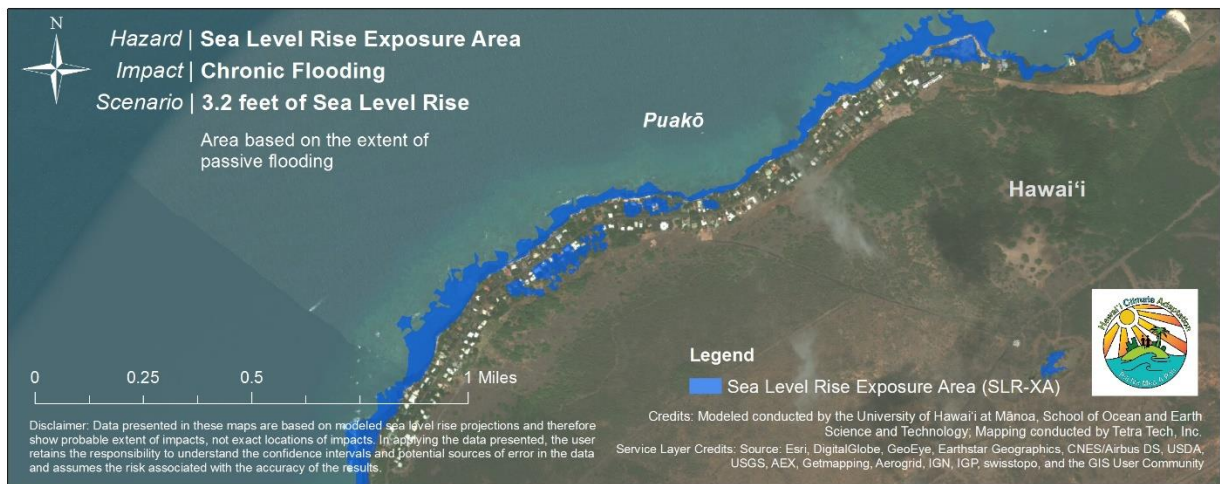 N
Hazard | Sea Level Rise Exposure Area
Impact | Chronic Flooding
Scenario | 3.2 feet of Sea Level Rise
Area based on the extent of
passive flooding
Puakō
Hawai‘i
0 0.25 0.5 1 Miles
Disclaimer: Data presented in these maps are based on modeled sea level rise projections and therefore
show probable extent of impacts, not exact locations of impacts. In applying the data presented, the user
retains the responsibility to understand the confidence intervals and potential sources of error in the data
and assumes the risk associated with the accuracy of the results.
Legend
Sea Level Rise Exposure Area (SLR-XA)
Credits: Modeled conducted by the University of Hawai‘i at Mānoa, School of Ocean and Earth
Science and Technology; Mapping conducted by Tetra Tech, Inc.
Service Layer Credits: Source: Esri, DigitalGlobe, GeoEye, Earthstar Geographics, CNES/Airbus DS, USDA,
USGS, AEX, Getmapping, Aerogrid, IGN, IGP, swisstopo, and the GIS User Community
Hawai‘i Climate Adaptation